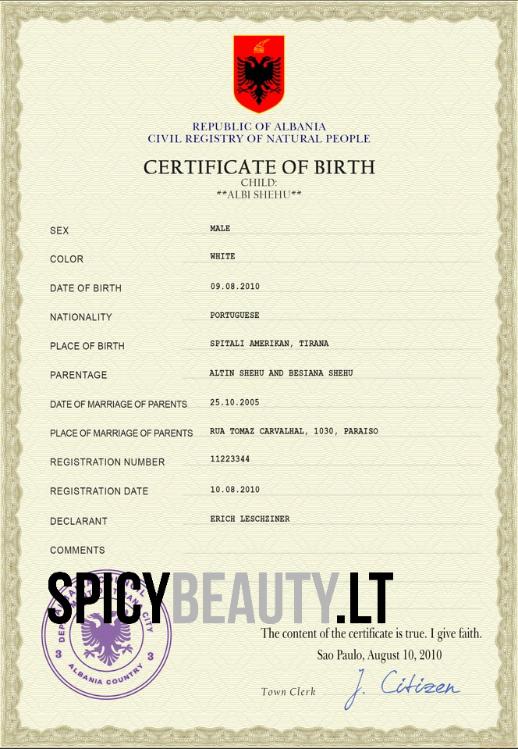 REPUBLIC OF ALBANIA
CIVIL REGISTRY OF NATURAL PEOPLE
CERTIFICATE OF BIRTH
CHILD:
**ALBI SHEHU**
SEX MALE
COLOR WHITE
DATE OF BIRTH 09.08.2010
NATIONALITY PORTUGUESE
PLACE OF BIRTH SPITALI AMERIKAN, TIRANA
PARENTAGE ALTIN SHEHU AND BESIANA SHEHU
DATE OF MARRIAGE OF PARENTS 25.10.2005
PLACE OF MARRIAGE OF PARENTS RUA TOMAZ CARVALHAL, 1030, PARAISO
REGISTRATION NUMBER 11223344
REGISTRATION DATE 10.08.2010
DECLARANT ERICH LESCHZINER
COMMENTS
SPICYBEAUTY.LT
CITY
3 3
ALBANIA COUNTRY
The content of the certificate is true. I give faith.
Sao Paulo, August 10, 2010
Town Clerk J. Citizen